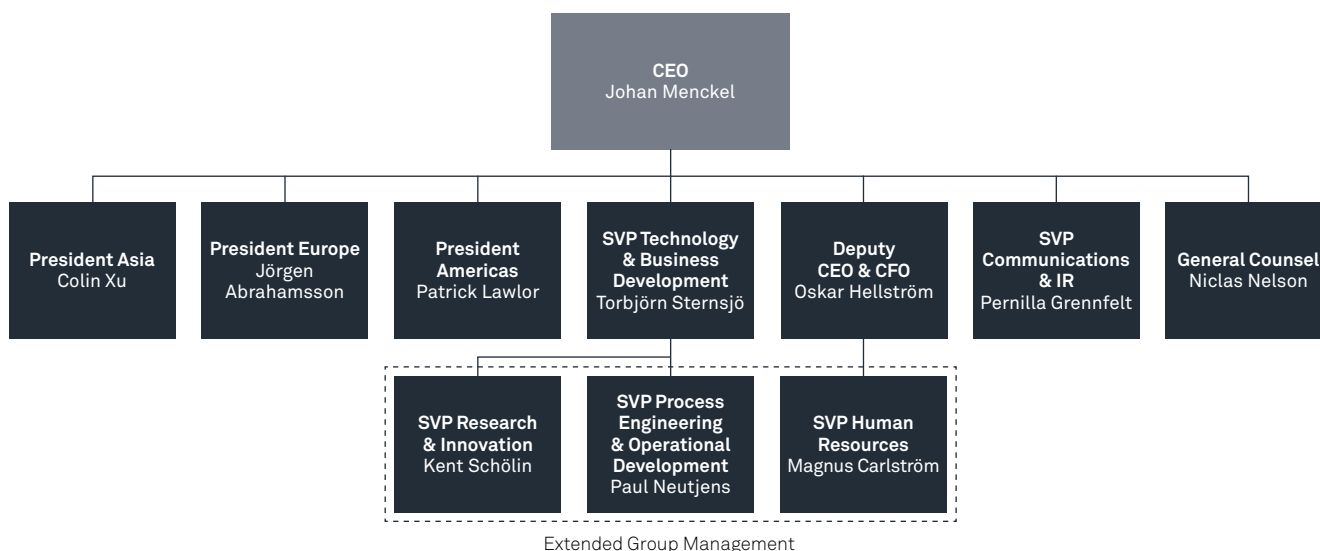 CEO
Johan Menckel
President Asia
Colin Xu
President Europe
Jörgen
Abrahamsson
President
Americas
Patrick Lawlor
SVP Technology
& Business
Development
Torbjörn Sternsjö
Deputy
CEO & CFO
Oskar Hellström
SVP
Communications
& IR
Pernilla Grennfelt
General Counsel
Niclas Nelson
SVP Research
& Innovation
Kent Schölin
SVP Process
Engineering
& Operational
Development
Paul Neutjens
SVP Human
Resources
Magnus Carlström
Extended Group Management